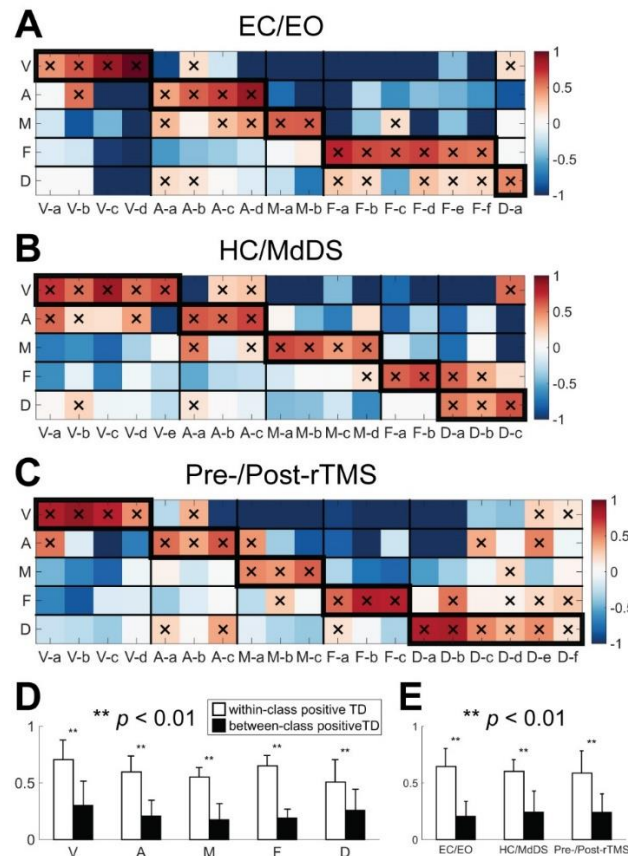 A
EC/EO
V
A
M
F
D
1
0.5
0
-0.5
-1
V-a V-b V-c V-d A-a A-b A-c A-d M-a M-b F-a F-b F-c F-d F-e F-f D-a
B
HC/MdDS
V
A
M
F
D
1
0.5
0
-0.5
-1
V-a V-b V-c V-d V-e A-a A-b A-c M-a M-b M-c M-d F-a F-b D-a D-b D-c
C
Pre-/Post-rTMS
V
A
M
F
D
1
0.5
0
-0.5
-1
V-a V-b V-c V-d A-a A-b A-c M-a M-b M-c F-a F-b F-c D-a D-b D-c D-d D-e D-f
D
** p < 0.01
within-class positive TD
between-class positiveTD
1
0.5
0
** ** ** ** **
V A M F D
E
** p < 0.01
1
0.5
0
** ** **
EC/EO HC/MdDS Pre-/Post-rTMS